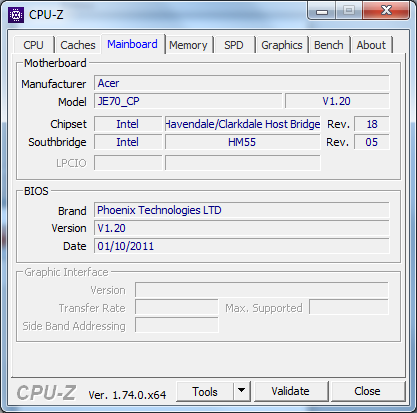 CPU-Z
CPU Caches Mainboard Memory SPD Graphics Bench About
Motherboard
Manufacturer Acer
Model JE70_CP V1.20
Chipset Intel Havendale/Clarkdale Host Bridge Rev. 18
Southbridge Intel HM55 Rev. 05
LPCIO
BIOS
Brand Phoenix Technologies LTD
Version V1.20
Date 01/10/2011
Graphic Interface
Version
Transfer Rate Max. Supported
Side Band Addressing
CPU-Z Ver. 1.74.0.x64 Tools Validate Close